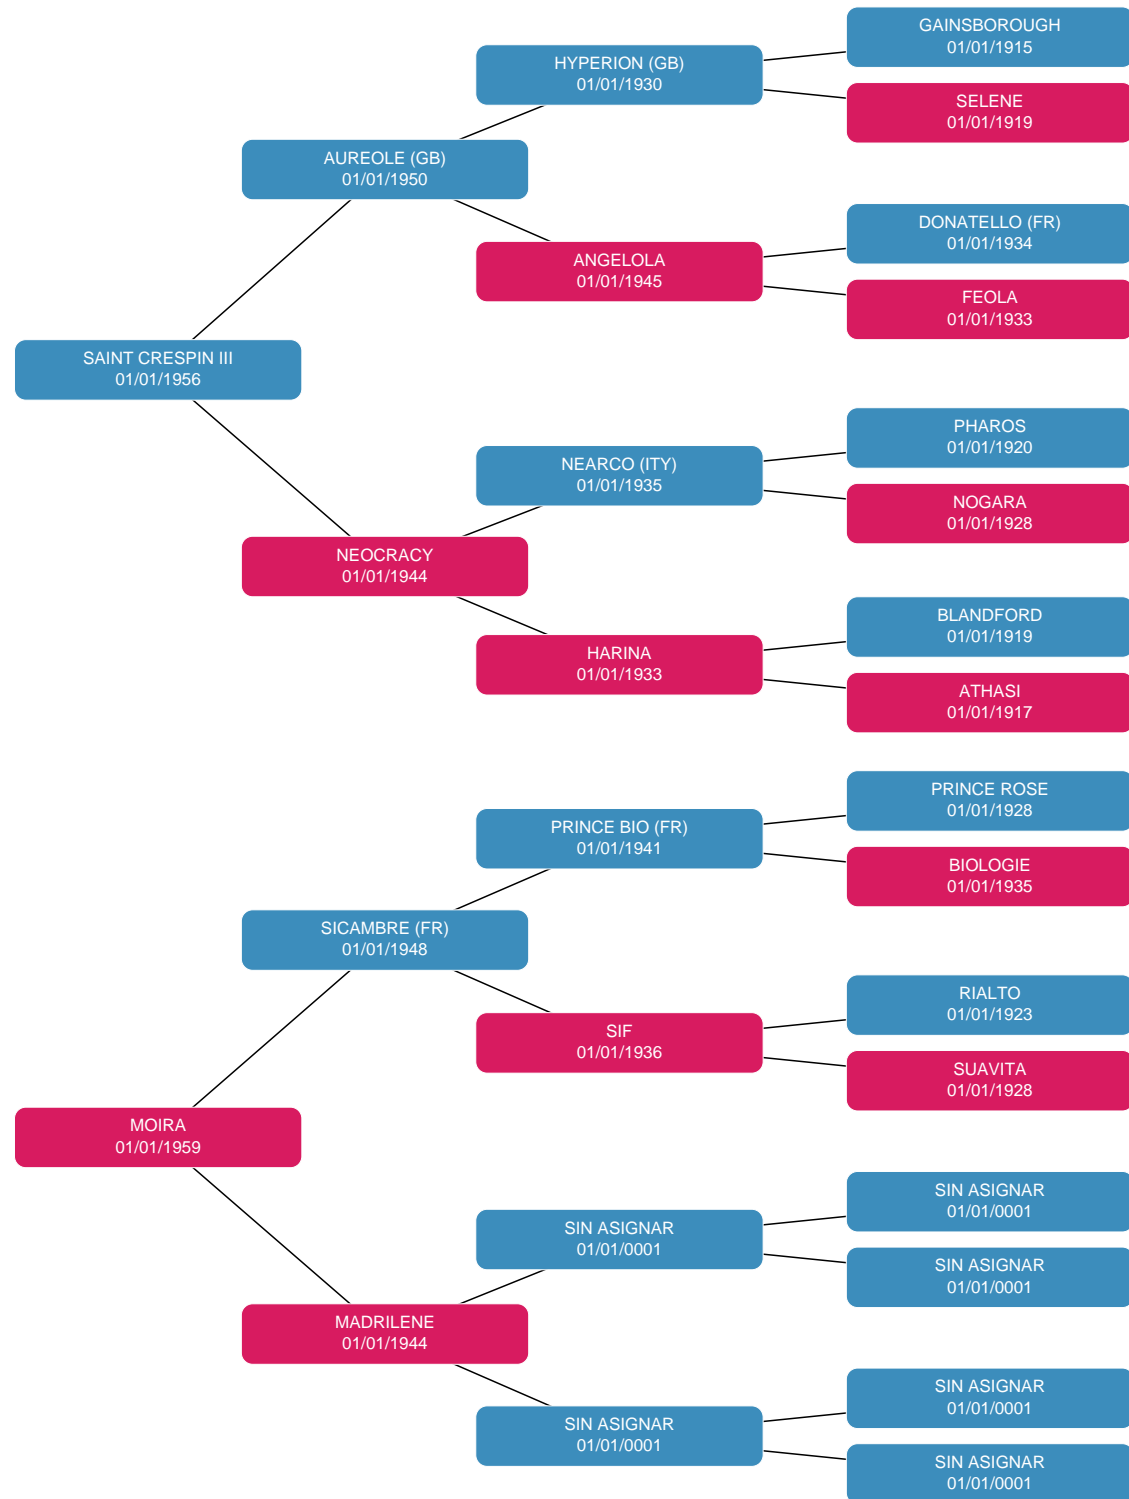 GAINSBOROUGH
01/01/1915
HYPERION (GB)
01/01/1930
SELENE
01/01/1919
AUREOLE (GB)
01/01/1950
DONATELLO (FR)
01/01/1934
ANGELOLA
01/01/1945
FEOLA
01/01/1933
SAINT CRESPIN III
01/01/1956
PHAROS
01/01/1920
NEARCO (ITY)
01/01/1935
NOGARA
01/01/1928
NEOCRACY
01/01/1944
BLANDFORD
01/01/1919
HARINA
01/01/1933
ATHASI
01/01/1917
PRINCE ROSE
01/01/1928
PRINCE BIO (FR)
01/01/1941
BIOLOGIE
01/01/1935
SICAMBRE (FR)
01/01/1948
RIALTO
01/01/1923
SIF
01/01/1936
SUAVITA
01/01/1928
MOIRA
01/01/1959
SIN ASIGNAR
01/01/0001
SIN ASIGNAR
01/01/0001
SIN ASIGNAR
01/01/0001
MADRILENE
01/01/1944
SIN ASIGNAR
01/01/0001
SIN ASIGNAR
01/01/0001
SIN ASIGNAR
01/01/0001